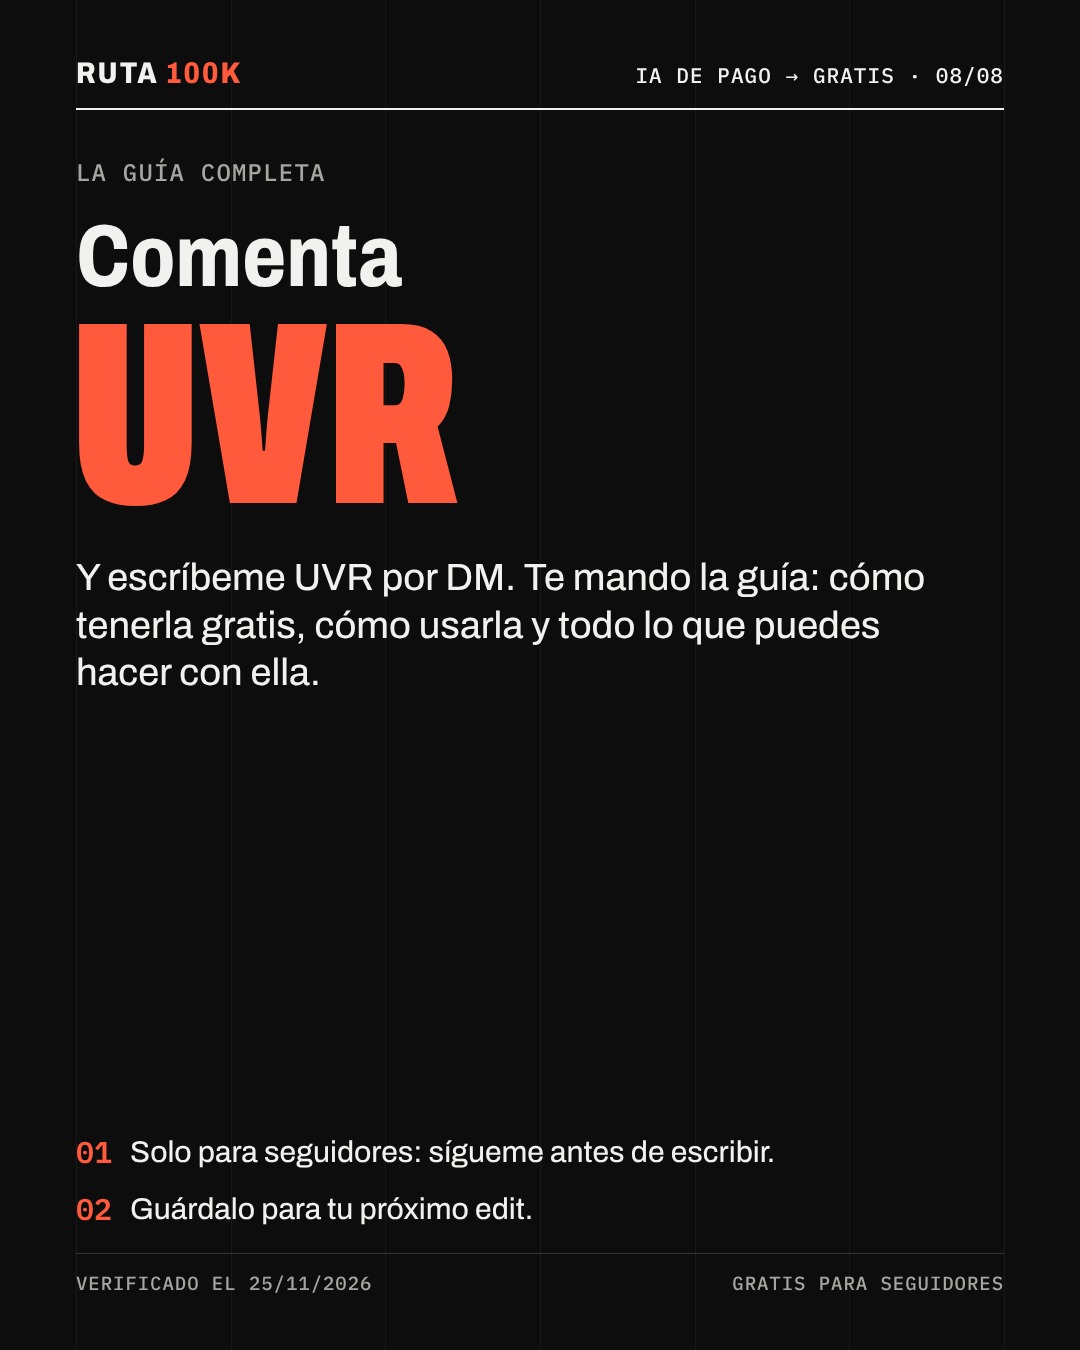 RUTA 100K
IA DE PAGO → GRATIS · 08/08
LA GUÍA COMPLETA
Comenta
UVR
Y escríbeme UVR por DM. Te mando la guía: cómo
tenerla gratis, cómo usarla y todo lo que puedes
hacer con ella.
01 Solo para seguidores: sígueme antes de escribir.
02 Guárdalo para tu próximo edit.
VERIFICADO EL 25/11/2026
GRATIS PARA SEGUIDORES